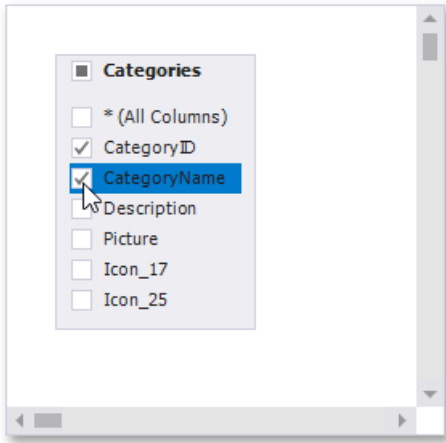 Categories
* (All Columns)
CategoryID
CategoryName
Description
Picture
Icon_17
Icon_25